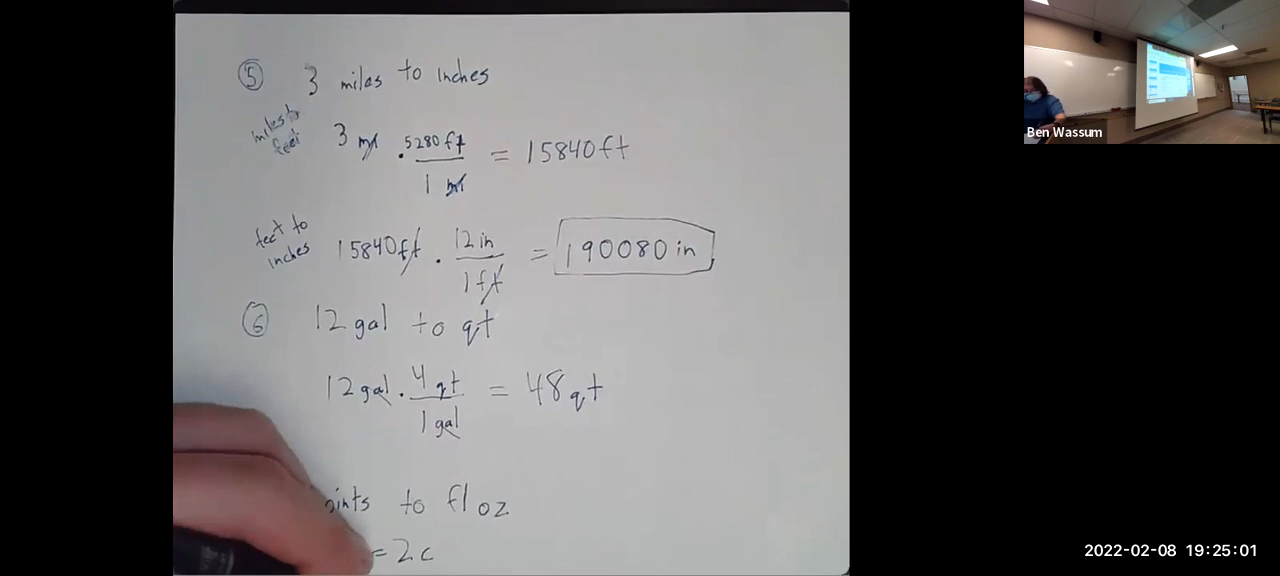 ⑤ 3 miles to inches
miles to
feet
3 mi · 5280 ft / 1 mi = 15840 ft
feet to
inches
15840 ft · 12 in / 1 ft = 190080 in
⑥ 12 gal to qt
12 gal · 4 qt / 1 gal = 48 qt
to fl oz
= 2 c
Ben Wassum
2022-02-08 19:25:01